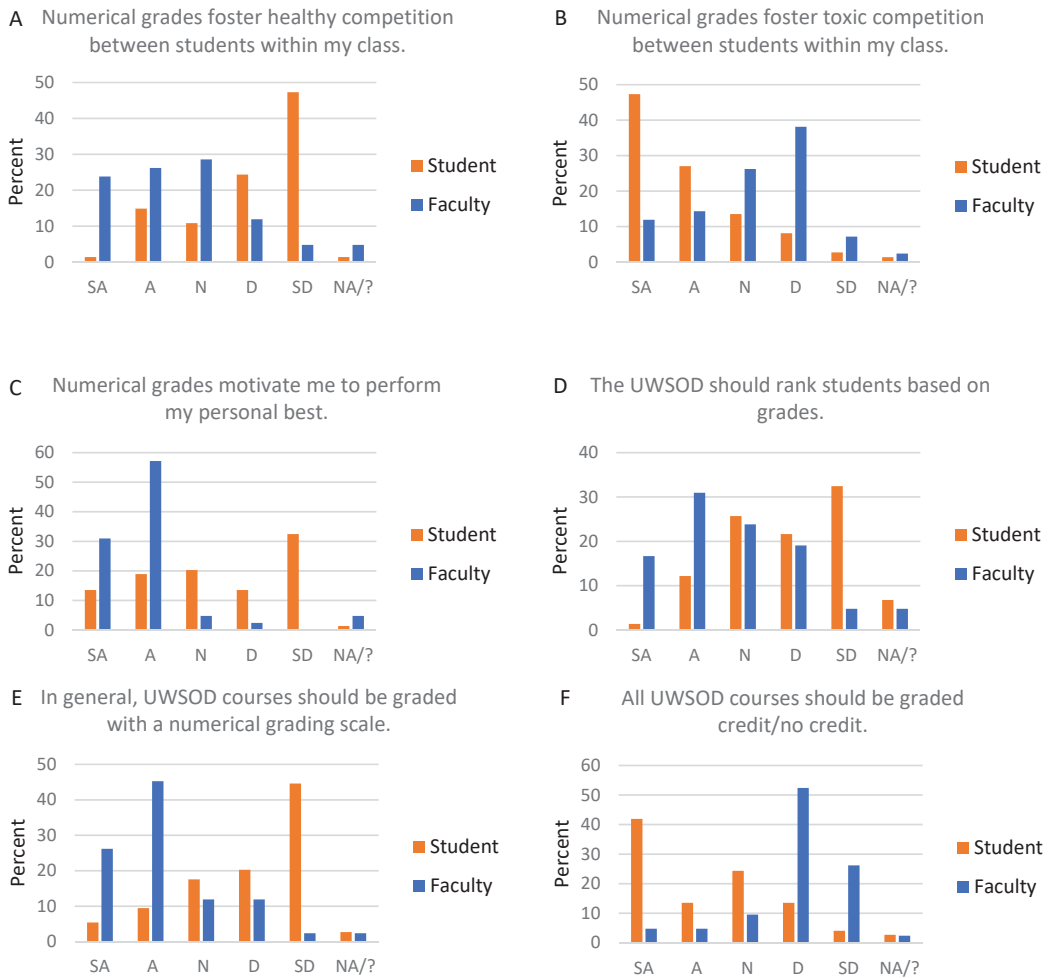 A Numerical grades foster healthy competition
between students within my class.
50
40
30
20
10
0
Percent
SA A N D SD NA/?
Student
Faculty
B Numerical grades foster toxic competition
between students within my class.
50
40
30
20
10
0
Percent
SA A N D SD NA/?
Student
Faculty
C Numerical grades motivate me to perform
my personal best.
60
50
40
30
20
10
0
Percent
SA A N D SD NA/?
Student
Faculty
D The UWSOD should rank students based on
grades.
40
30
20
10
0
Percent
SA A N D SD NA/?
Student
Faculty
E In general, UWSOD courses should be graded
with a numerical grading scale.
50
40
30
20
10
0
Percent
SA A N D SD NA/?
Student
Faculty
F All UWSOD courses should be graded
credit/no credit.
60
50
40
30
20
10
0
Percent
SA A N D SD NA/?
Student
Faculty